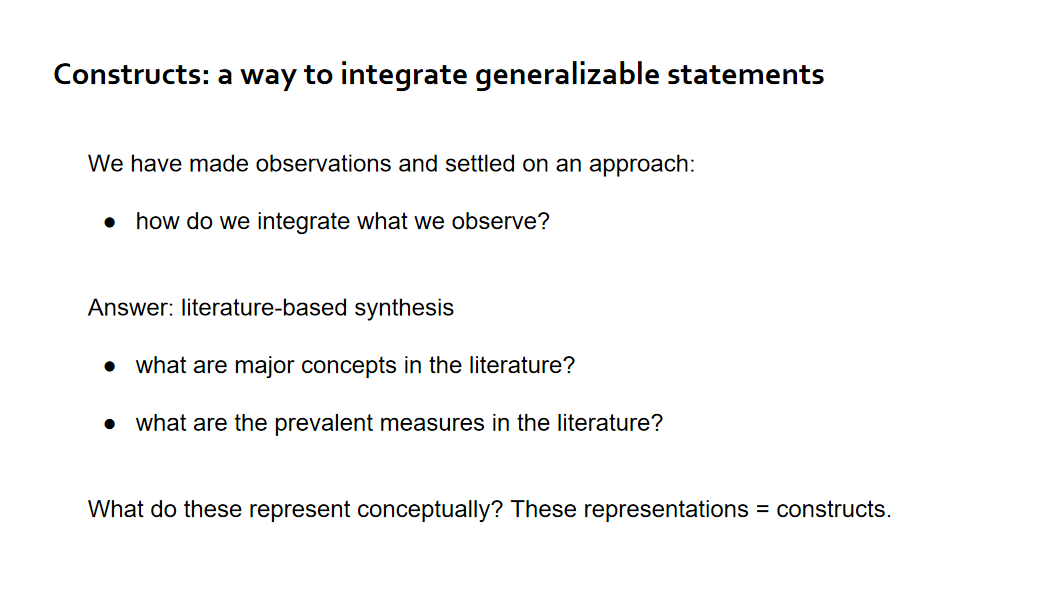 Constructs: a way to integrate generalizable statements
We have made observations and settled on an approach:
● how do we integrate what we observe?
Answer: literature-based synthesis
● what are major concepts in the literature?
● what are the prevalent measures in the literature?
What do these represent conceptually? These representations = constructs.